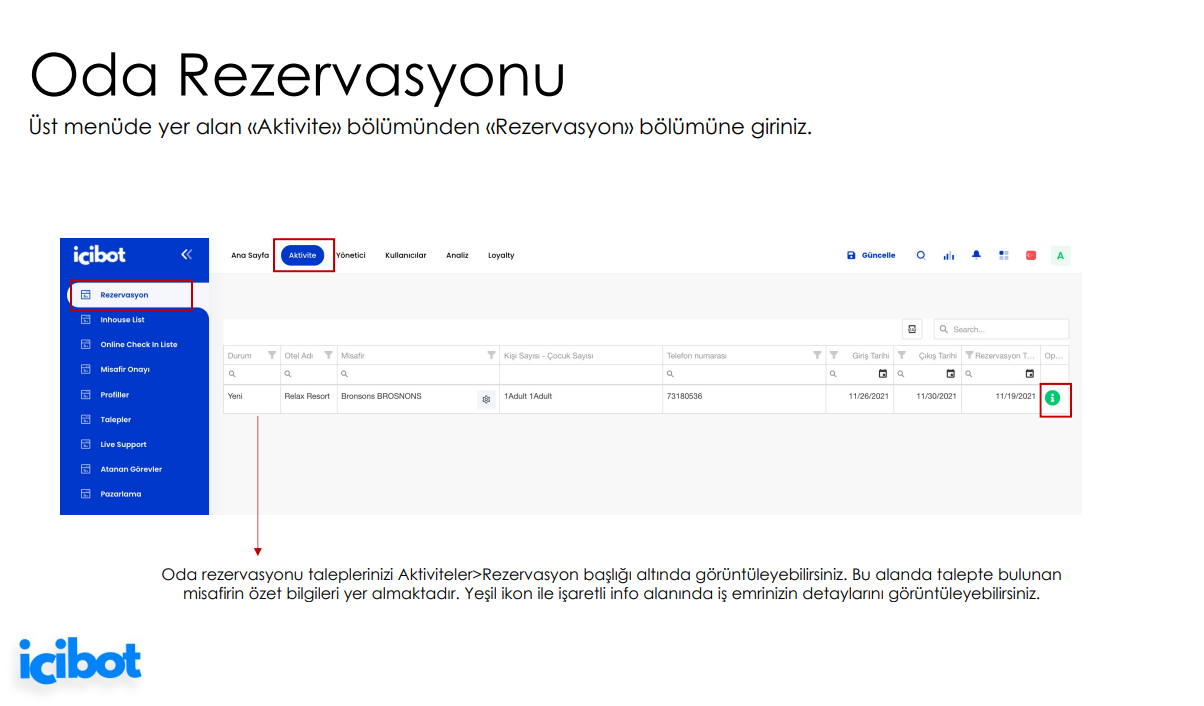 Oda Rezervasyonu
Üst menüde yer alan «Aktivite» bölümünden «Rezervasyon» bölümüne giriniz.
icibot
Ana Sayfa Aktivite Yönetici Kullanıcılar Analiz Loyalty
Güncelle
A
Rezervasyon
Inhouse List
Online Check In Liste
Misafir Onayı
Profiller
Talepler
Live Support
Atanan Görevler
Pazarlama
Search...
Durum Otel Adı Misafir Kişi Sayısı - Çocuk Sayısı Telefon numarası Giriş Tarihi Çıkış Tarihi Rezervasyon T... Op...
Yeni Relax Resort Bronsons BROSNONS 1Adult 1Adult 73180536 11/26/2021 11/30/2021 11/19/2021
Oda rezervasyonu taleplerinizi Aktiviteler>Rezervasyon başlığı altında görüntüleyebilirsiniz. Bu alanda talepte bulunan
misafirin özet bilgileri yer almaktadır. Yeşil ikon ile işaretli info alanında iş emrinizin detaylarını görüntüleyebilirsiniz.
icibot